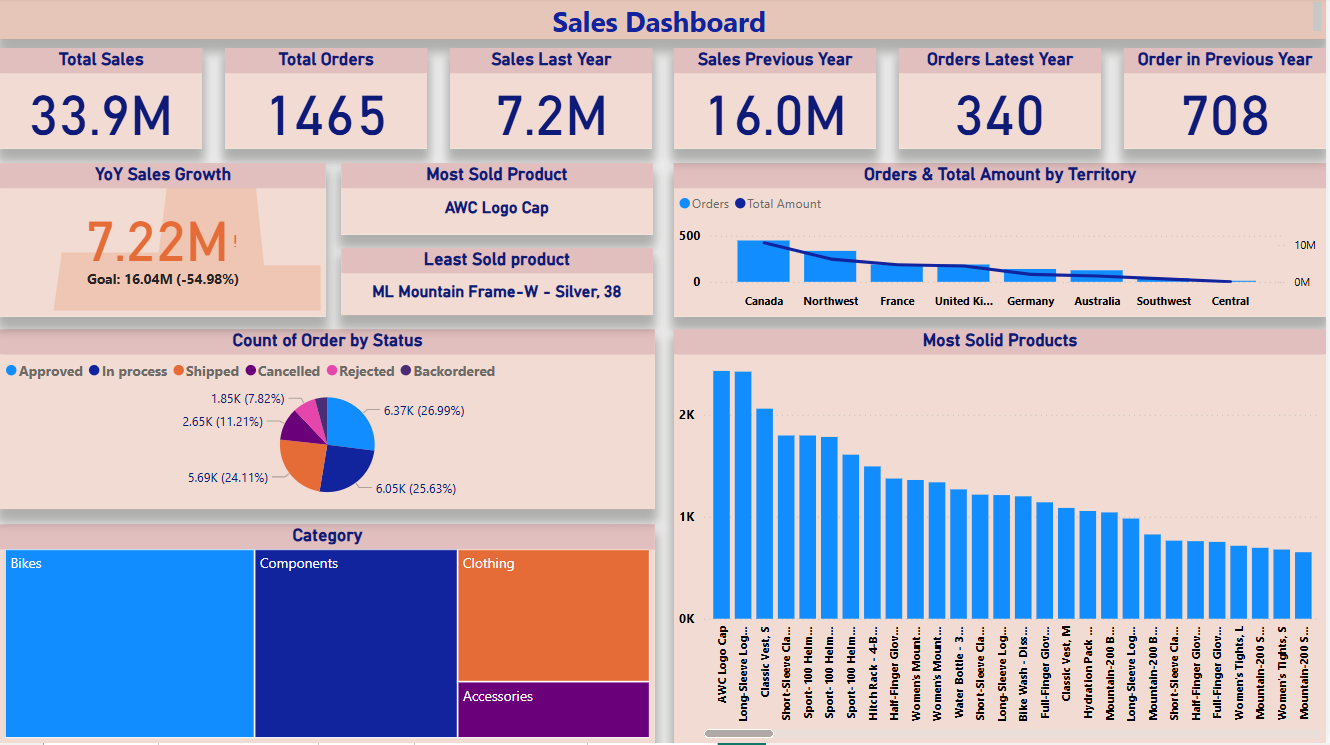 Sales Dashboard
Total Sales
33.9M
Total Orders
1465
Sales Last Year
7.2M
Sales Previous Year
16.0M
Orders Latest Year
340
Order in Previous Year
708
YoY Sales Growth
7.22M!
Goal: 16.04M (-54.98%)
Most Sold Product
AWC Logo Cap
Least Sold product
ML Mountain Frame-W - Silver, 38
Orders & Total Amount by Territory
Orders Total Amount
500
0
10M
0M
Canada Northwest France United Ki... Germany Australia Southwest Central
Count of Order by Status
Approved In process Shipped Cancelled Rejected Backordered
1.85K (7.82%)
6.37K (26.99%)
2.65K (11.21%)
5.69K (24.11%)
6.05K (25.63%)
Category
Bikes
Components
Clothing
Accessories
Most Solid Products
2K
1K
0K
AWC Logo Cap
Long-Sleeve Log...
Classic Vest, S
Short-Sleeve Cla...
Sport-100 Helm...
Sport-100 Helm...
Sport-100 Helm...
Hitch Rack - 4-B...
Half-Finger Glov...
Women's Mount...
Women's Mount...
Water Bottle - 3...
Short-Sleeve Cla...
Long-Sleeve Log...
Bike Wash - Diss...
Full-Finger Glov...
Classic Vest, M
Hydration Pack ...
Mountain-200 B...
Long-Sleeve Log...
Mountain-200 B...
Short-Sleeve Cla...
Half-Finger Glov...
Full-Finger Glov...
Women's Tights, L
Mountain-200 S...
Women's Tights, S
Mountain-200 S...